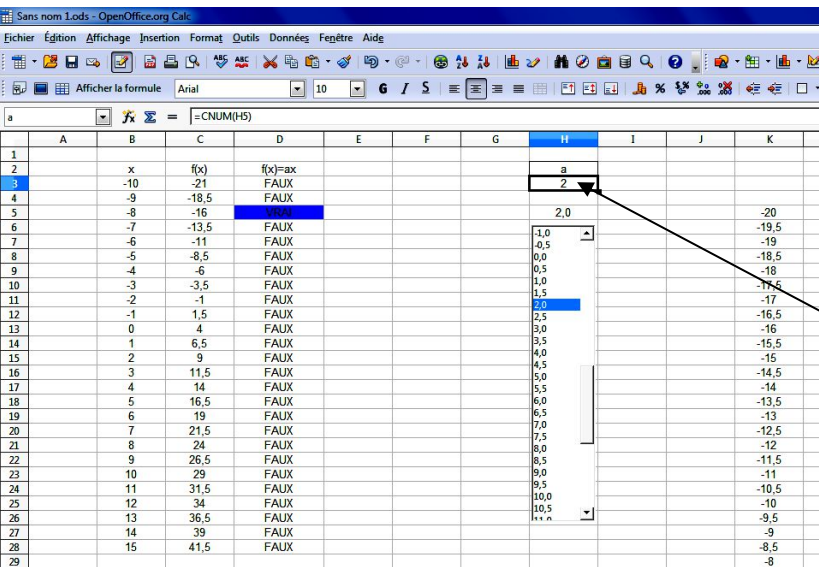 Sans nom 1.ods - OpenOffice.org Calc
Fichier Édition Affichage Insertion Format Outils Données Fenêtre Aide
Afficher la formule Arial 10 G I S
a =CNUM(H5)
A B C D E F G H I J K
1
2 x f(x) f(x)=ax a
3 -10 -21 FAUX 2
4 -9 -18,5 FAUX
5 -8 -16 VRAI 2,0 -20
6 -7 -13,5 FAUX -1,0 -19,5
7 -6 -11 FAUX -0,5 -19
8 -5 -8,5 FAUX 0,0 -18,5
9 -4 -6 FAUX 0,5 -18
10 -3 -3,5 FAUX 1,0 -17,5
11 -2 -1 FAUX 1,5 -17
12 -1 1,5 FAUX 2,0 -16,5
13 0 4 FAUX 2,5 3,0 -16
14 1 6,5 FAUX 3,5 -15,5
15 2 9 FAUX 4,0 -15
16 3 11,5 FAUX 4,5 -14,5
17 4 14 FAUX 5,0 5,5 -14
18 5 16,5 FAUX 6,0 -13,5
19 6 19 FAUX 6,5 -13
20 7 21,5 FAUX 7,0 -12,5
21 8 24 FAUX 7,5 8,0 -12
22 9 26,5 FAUX 8,5 -11,5
23 10 29 FAUX 9,0 -11
24 11 31,5 FAUX 9,5 -10,5
25 12 34 FAUX 10,0 -10
26 13 36,5 FAUX 10,5 11,0 -9,5
27 14 39 FAUX -9
28 15 41,5 FAUX -8,5
29 -8